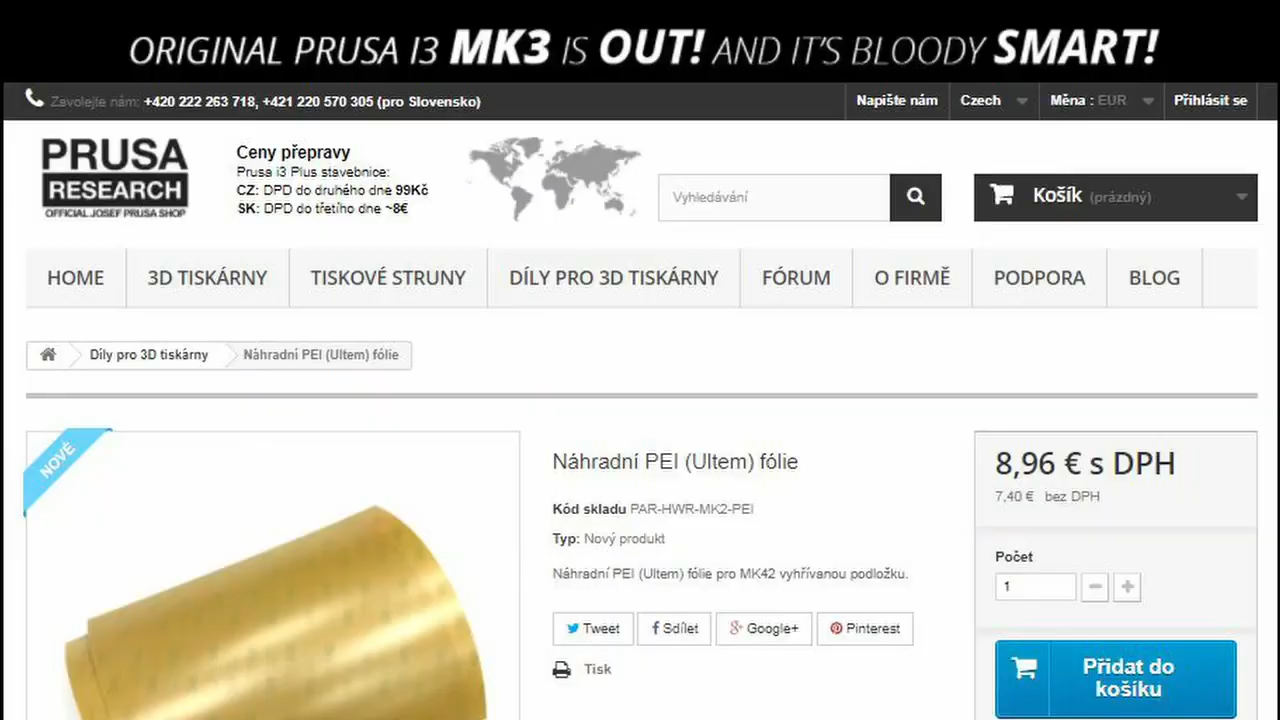 ORIGINAL PRUSA I3 MK3 IS OUT! AND IT'S BLOODY SMART!
Zavolejte nám: +420 222 263 718, +421 220 570 305 (pro Slovensko)
Napište nám
Czech
Měna : EUR
Přihlásit se
PRUSA
RESEARCH
OFFICIAL JOSEF PRUSA SHOP
Ceny přepravy
Prusa i3 Plus stavebnice:
CZ: DPD do druhého dne 99Kč
SK: DPD do třetího dne ~8€
Vyhledávání
Košík (prázdný)
HOME
3D TISKÁRNY
TISKOVÉ STRUNY
DÍLY PRO 3D TISKÁRNY
FÓRUM
O FIRMĚ
PODPORA
BLOG
Díly pro 3D tiskárny
Náhradní PEI (Ultem) fólie
NOVÉ
Náhradní PEI (Ultem) fólie
Kód skladu PAR-HWR-MK2-PEI
Typ: Nový produkt
Náhradní PEI (Ultem) fólie pro MK42 vyhřívanou podložku.
Tweet
Sdílet
Google+
Pinterest
Tisk
8,96 € s DPH
7,40 € bez DPH
Počet
1
Přidat do
košíku